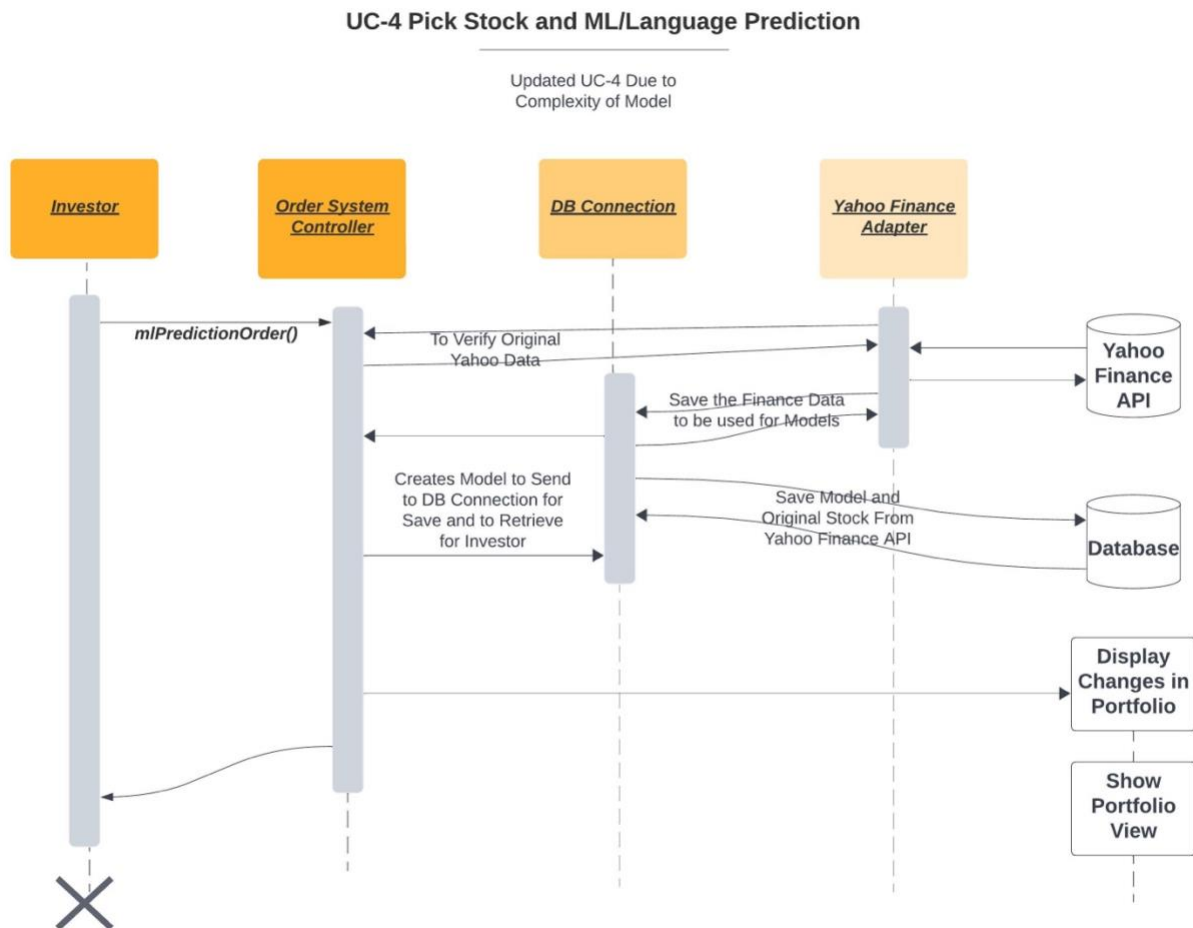 UC-4 Pick Stock and ML/Language Prediction
Updated UC-4 Due to
Complexity of Model
Investor
Order System
Controller
DB Connection
Yahoo Finance
Adapter
mlPredictionOrder()
To Verify Original
Yahoo Data
Yahoo
Finance
API
Save the Finance Data
to be used for Models
Creates Model to Send
to DB Connection for
Save and to Retrieve
for Investor
Save Model and
Original Stock From
Yahoo Finance API
Database
Display
Changes in
Portfolio
Show
Portfolio
View